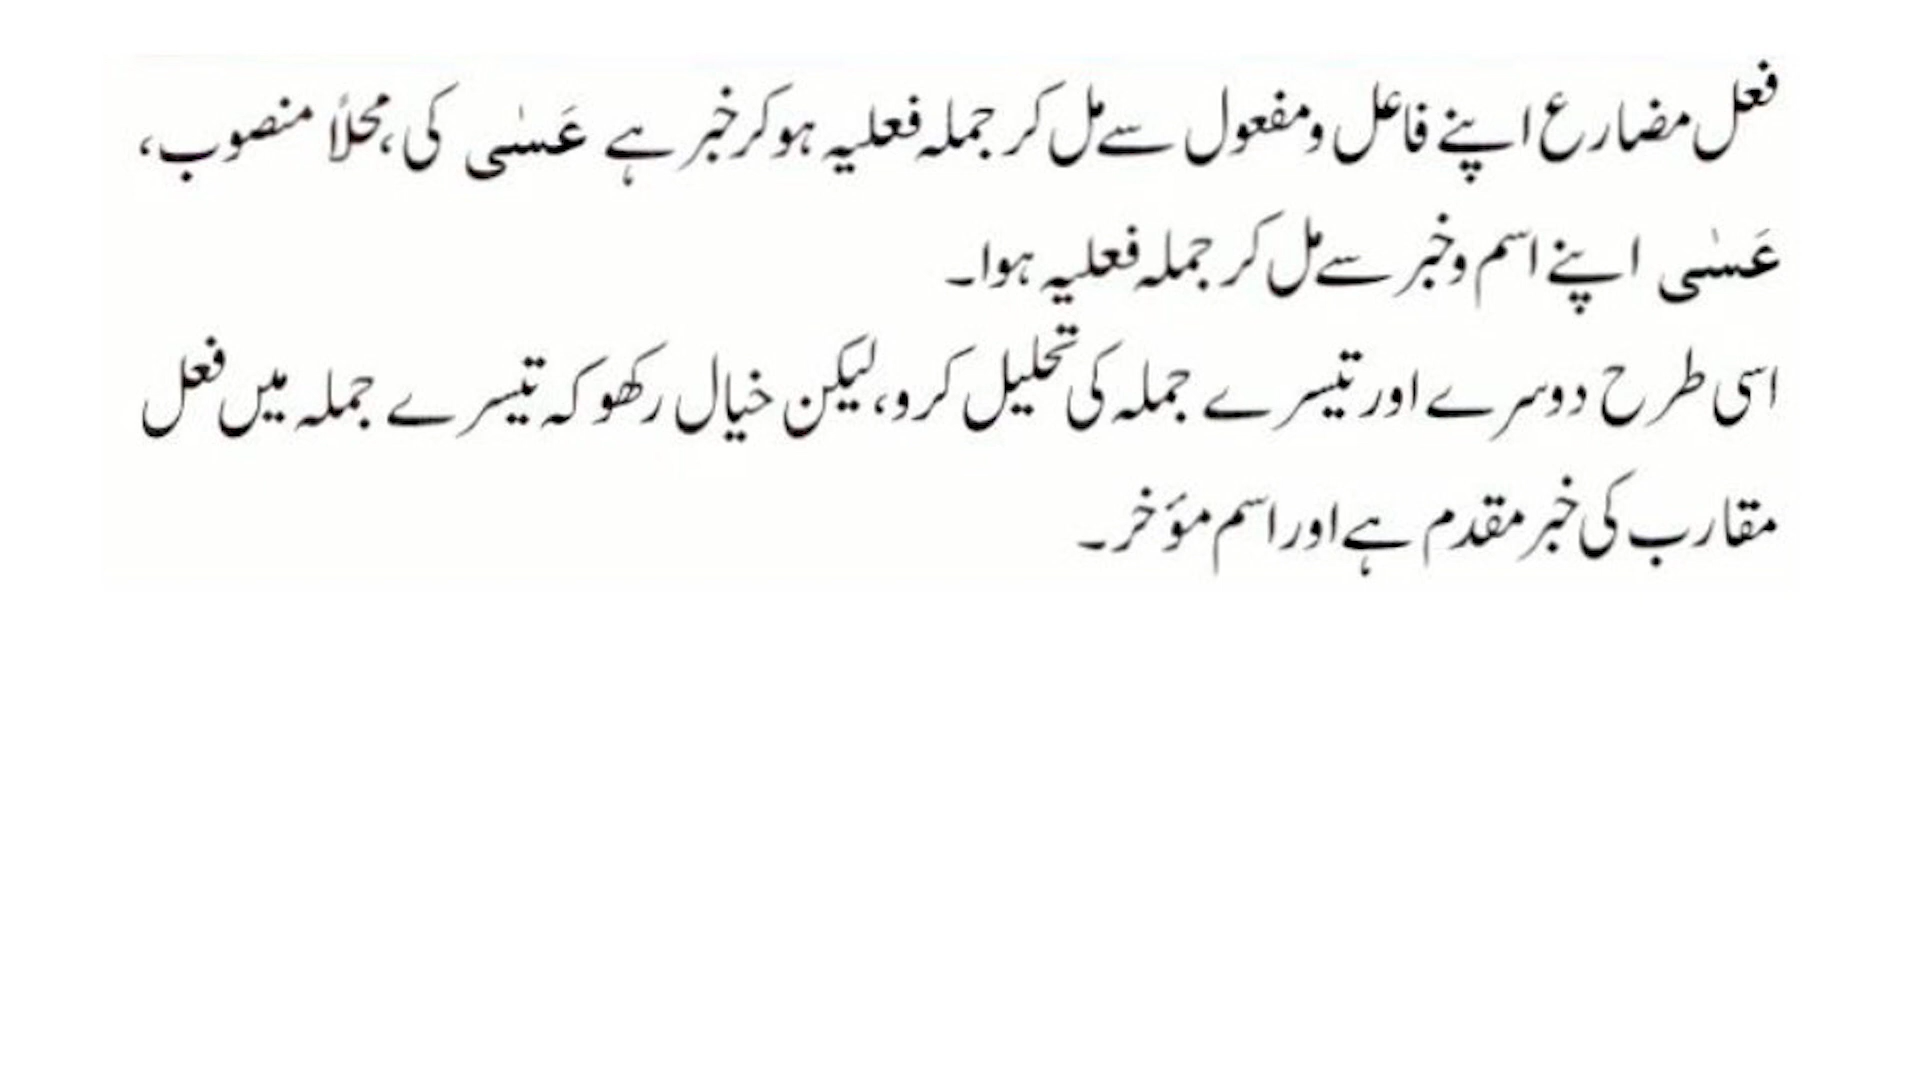 فعل مضارع اپنے فاعل ومفعول سے مل کر جملہ فعلیہ ہوکر خبر ہے عَسٰی کی، محلاً منصوب،
عَسٰی اپنے اسم وخبر سے مل کر جملہ فعلیہ ہوا۔
اسی طرح دوسرے اور تیسرے جملہ کی تحلیل کرو، لیکن خیال رکھو کہ تیسرے جملہ میں فعل
مقارب کی خبر مقدم ہے اور اسم مؤخر۔